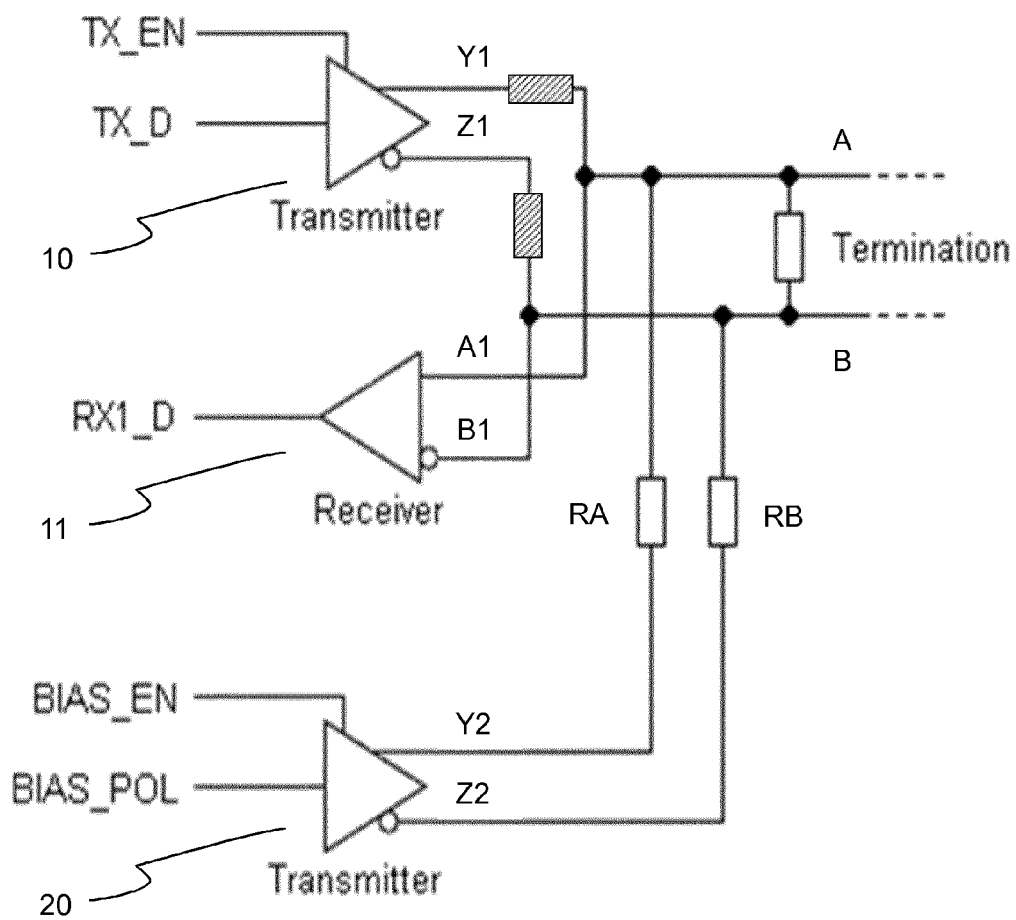 TX_EN
Y1
TX_D
Z1
A
Transmitter
10
Termination
A1
B
RX1_D
B1
Receiver
11
RA
RB
BIAS_EN
Y2
BIAS_POL
Z2
Transmitter
20